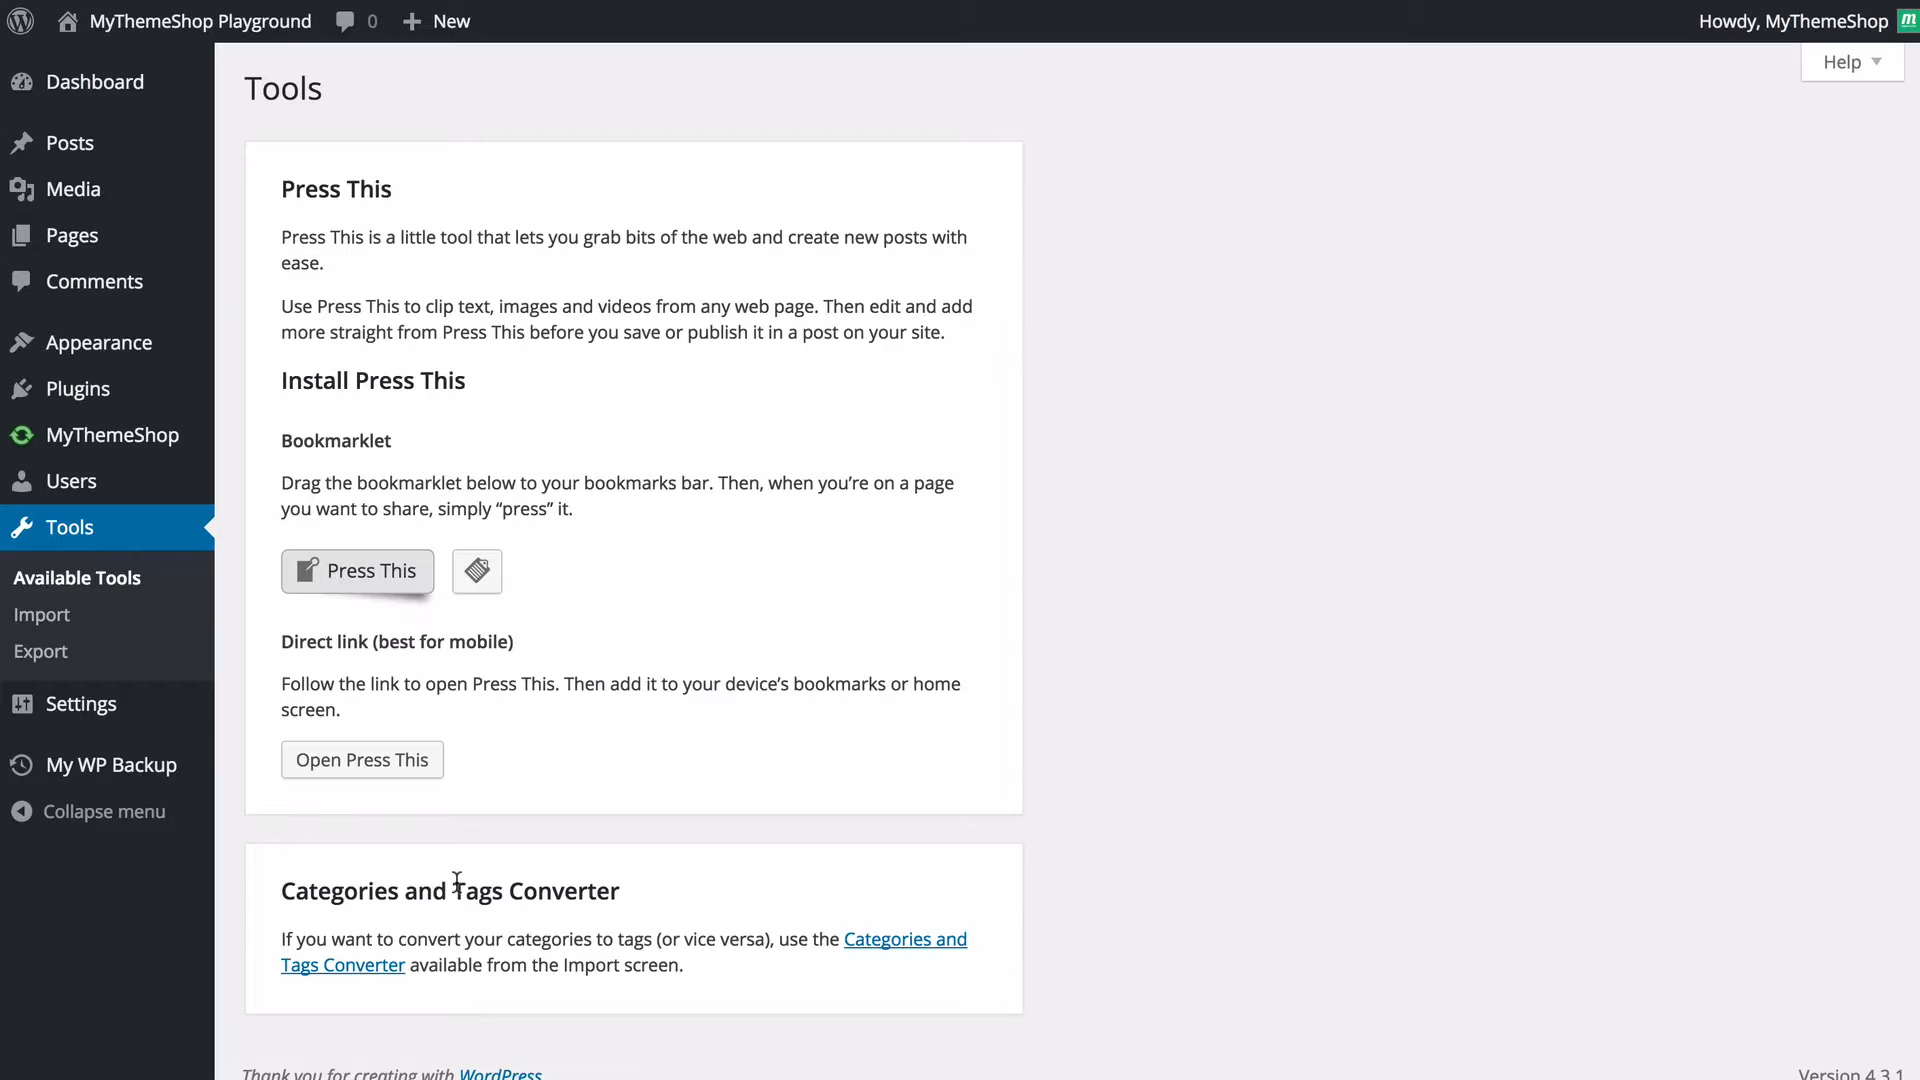 MyThemeShop Playground 0 New Howdy, MyThemeShop m
Help
Dashboard
Posts
Media
Pages
Comments
Appearance
Plugins
MyThemeShop
Users
Tools
Available Tools
Import
Export
Settings
My WP Backup
Collapse menu
Tools
Press This
Press This is a little tool that lets you grab bits of the web and create new posts with
ease.
Use Press This to clip text, images and videos from any web page. Then edit and add
more straight from Press This before you save or publish it in a post on your site.
Install Press This
Bookmarklet
Drag the bookmarklet below to your bookmarks bar. Then, when you’re on a page
you want to share, simply “press” it.
Press This
Direct link (best for mobile)
Follow the link to open Press This. Then add it to your device’s bookmarks or home
screen.
Open Press This
Categories and Tags Converter
If you want to convert your categories to tags (or vice versa), use the Categories and
Tags Converter available from the Import screen.
Thank you for creating with WordPress
Version 4.3.1